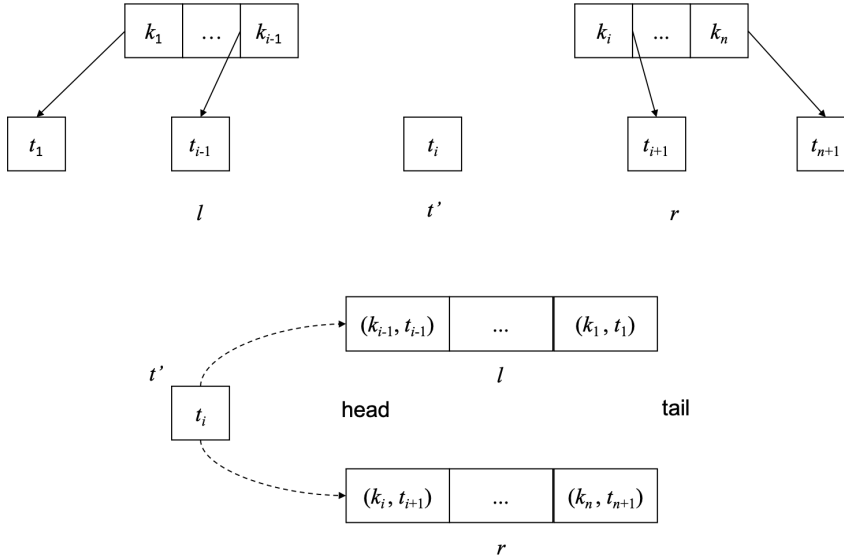 k₁ … kᵢ₋₁ kᵢ ... kₙ
t₁ tᵢ₋₁ tᵢ tᵢ₊₁ tₙ₊₁
l t’ r
(kᵢ₋₁, tᵢ₋₁) ... (k₁, t₁)
l
t’
tᵢ
head tail
(kᵢ, tᵢ₊₁) ... (kₙ, tₙ₊₁)
r